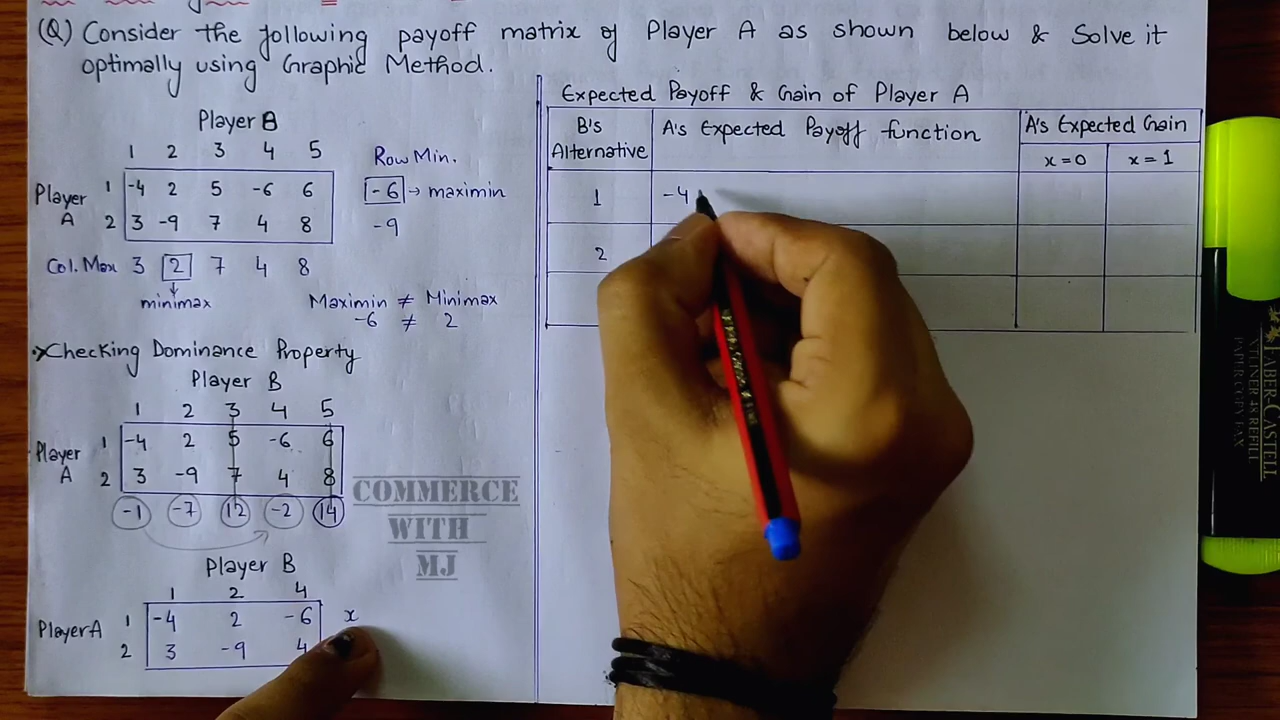 (Q) Consider the following payoff matrix of Player A as shown below & Solve it
optimally using Graphic Method.
Player B
1 2 3 4 5
Row Min.
Player A
1 -4 2 5 -6 6
-6 → maximin
2 3 -9 7 4 8
-9
Col. Max 3 2 7 4 8
minimax
Maximin ≠ Minimax
-6 ≠ 2
Checking Dominance Property
Player B
1 2 3 4 5
Player A
1 -4 2 5 -6 6
2 3 -9 7 4 8
-1 -7 12 -2 14
Player B
1 2 4
Player A
1 -4 2 -6 x
2 3 -9 4
COMMERCE
WITH
MJ
Expected Payoff & Gain of Player A
B's Alternative
A's Expected Payoff function
A's Expected Gain
x=0 x=1
1 -4
2
FABER-CASTELL
TEXTLINER 48 REFILL